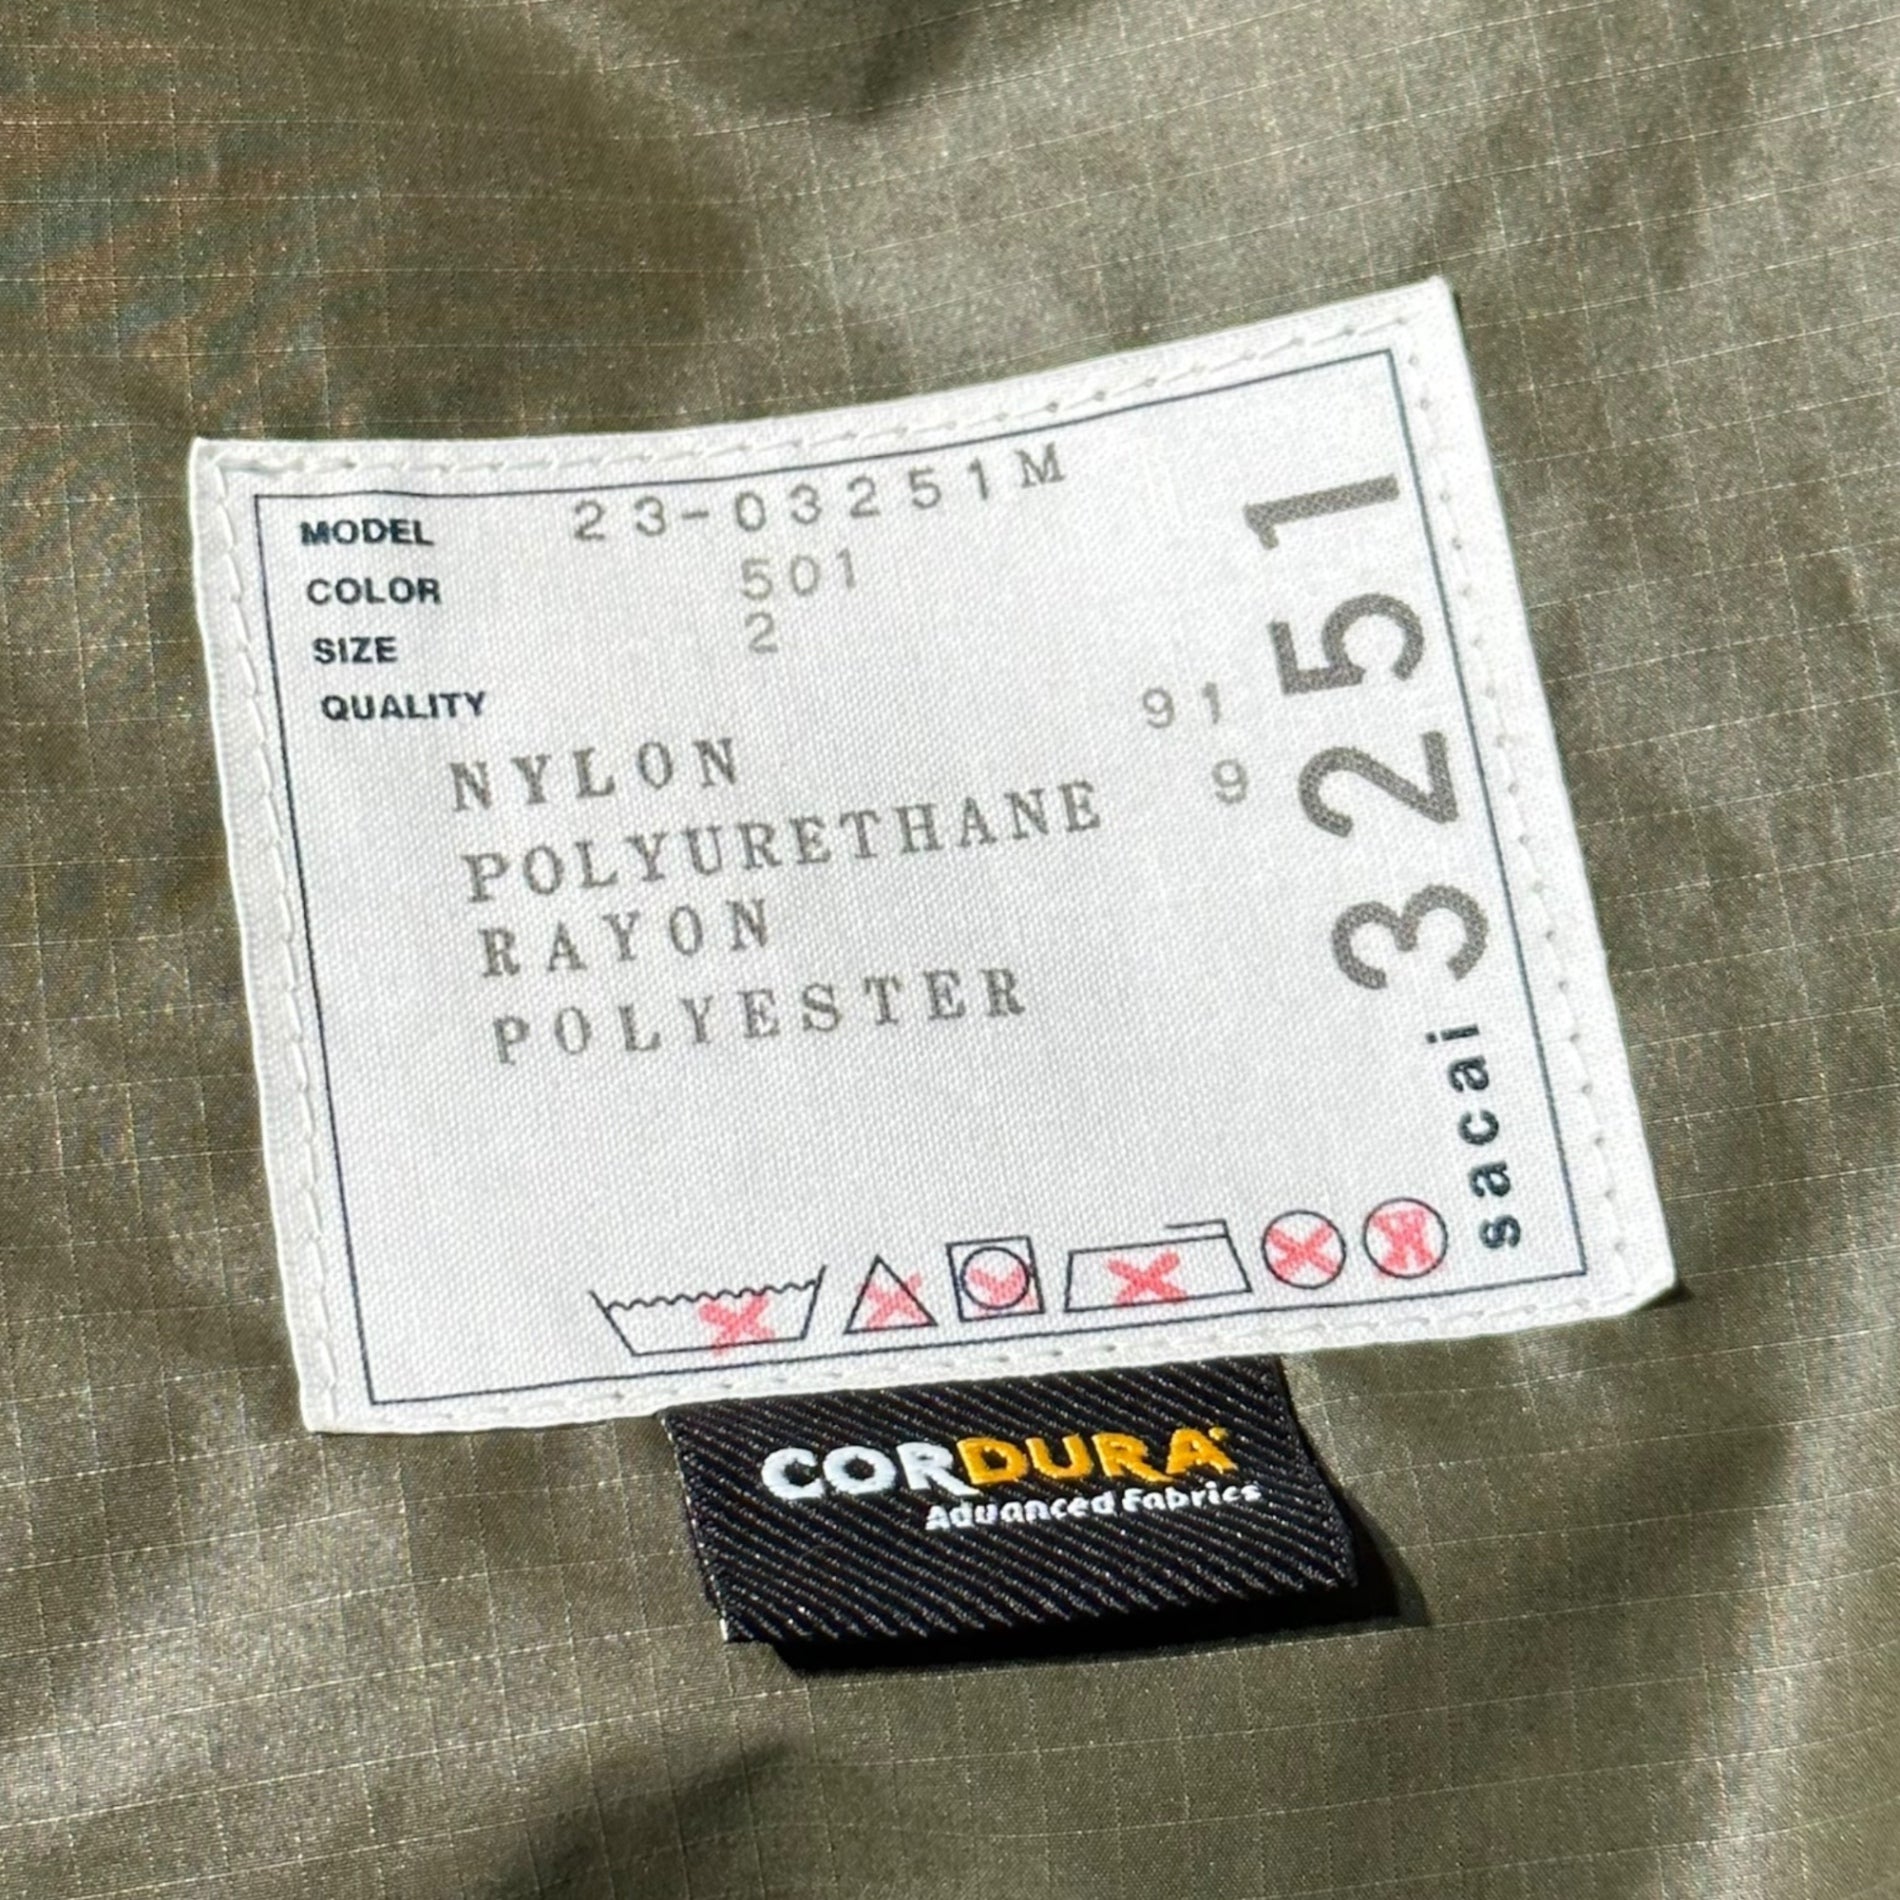 MODEL 23-03251M
COLOR 501
SIZE 2
QUALITY
NYLON 91
POLYURETHANE 9
RAYON
POLYESTER
sacai 3251
CORDURA
Advanced Fabrics